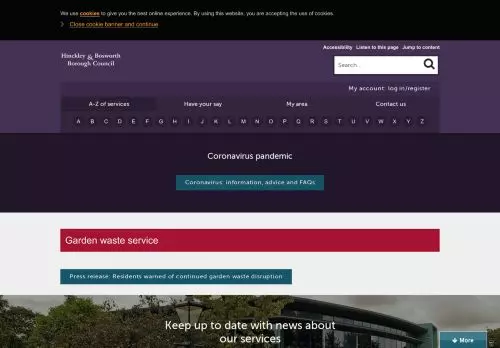 We use cookies to give you the best online experience. By using this website, you are accepting the use of cookies.
Close cookie banner and continue
Accessibility Listen to this page Jump to content
Hinckley & Bosworth
Borough Council
Search...
My account: log in/register
A-Z of services Have your say My area Contact us
A B C D E F G H I J L M N O P Q R S T U V W X Y Z
Coronavirus pandemic
Coronavirus: information, advice and FAQs
Garden waste service
Press release: Residents warned of continued garden waste disruption
Keep up to date with news about
our services
More